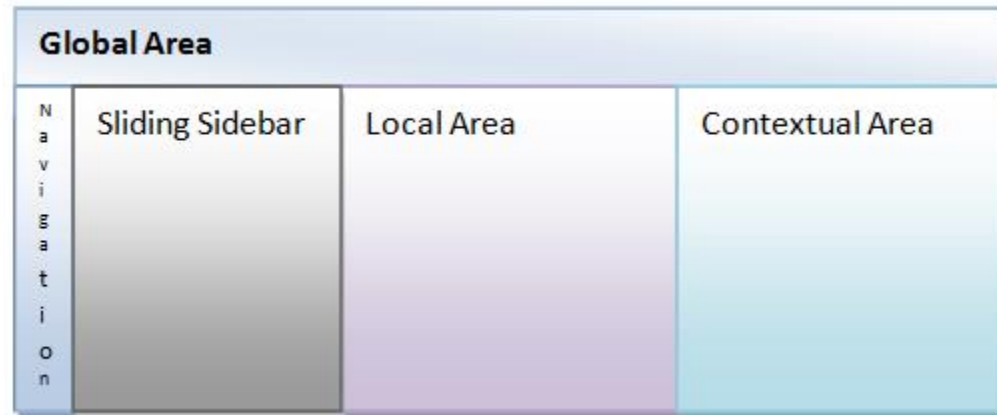 Global Area
Navigation
Sliding Sidebar
Local Area
Contextual Area